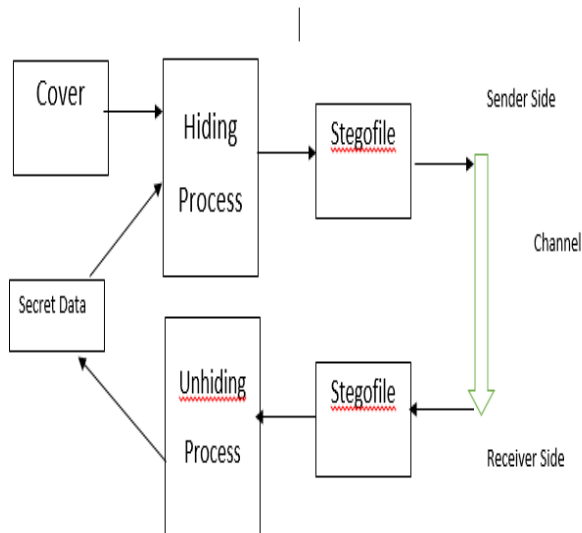 Cover
Hiding
Process
Stegofile
Sender Side
Channel
Secret Data
Unhiding
Process
Stegofile
Receiver Side